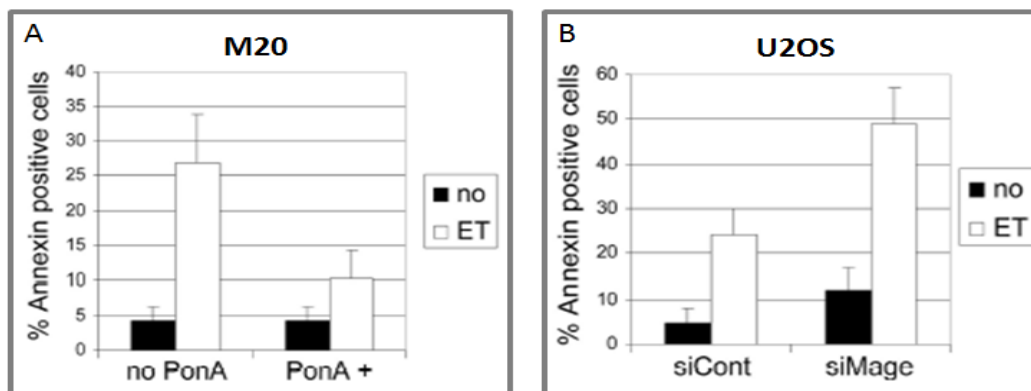 A
M20
% Annexin positive cells
40
35
30
25
20
15
10
5
0
no PonA PonA +
no
ET
B
U2OS
% Annexin positive cells
60
50
40
30
20
10
0
siCont siMage
no
ET